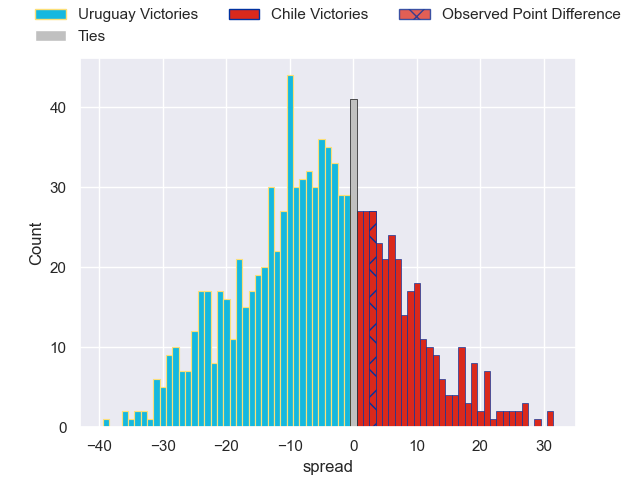 Uruguay Victories
Chile Victories
Observed Point Difference
Ties
40
30
20
10
0
Count
−40
−30
−20
−10
0
10
20
30
spread